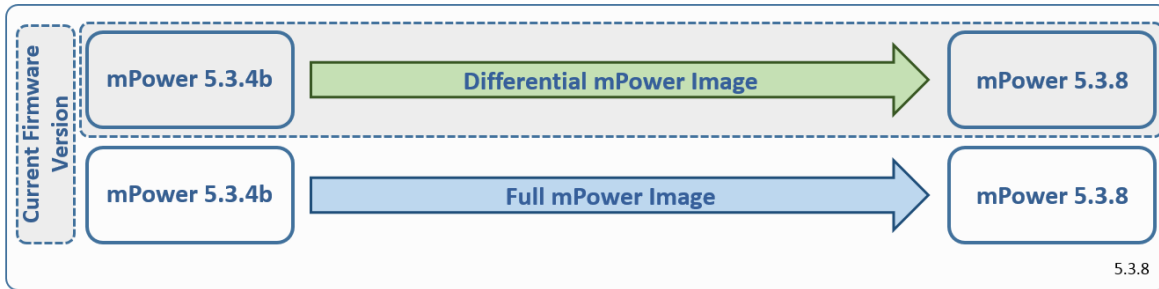 Current Firmware
Version
mPower 5.3.4b
Differential mPower Image
mPower 5.3.8
mPower 5.3.4b
Full mPower Image
mPower 5.3.8
5.3.8